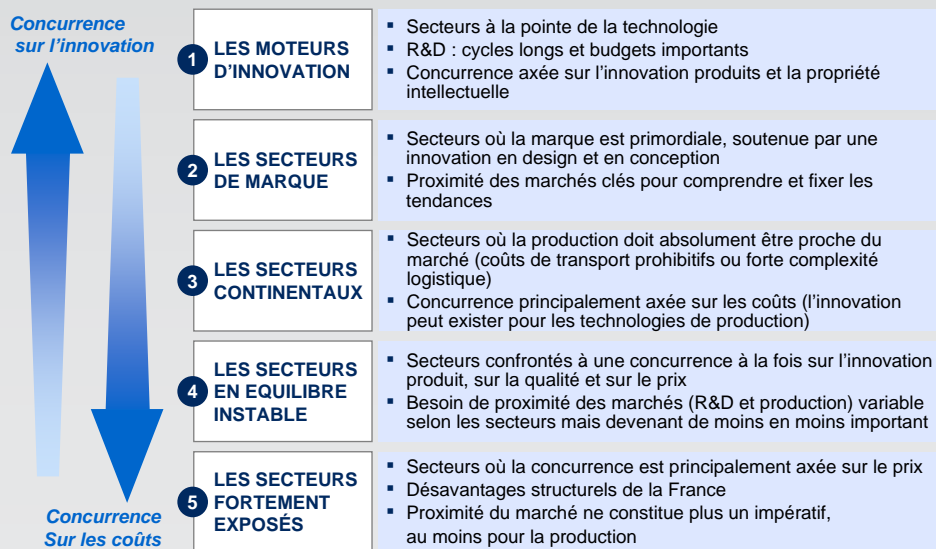 Concurrence
sur l'innovation
1
LES MOTEURS
D'INNOVATION
▪ Secteurs à la pointe de la technologie
▪ R&D : cycles longs et budgets importants
▪ Concurrence axée sur l'innovation produits et la propriété
intellectuelle
2
LES SECTEURS
DE MARQUE
▪ Secteurs où la marque est primordiale, soutenue par une
innovation en design et en conception
▪ Proximité des marchés clés pour comprendre et fixer les
tendances
3
LES SECTEURS
CONTINENTAUX
▪ Secteurs où la production doit absolument être proche du
marché (coûts de transport prohibitifs ou forte complexité
logistique)
▪ Concurrence principalement axée sur les coûts (l'innovation
peut exister pour les technologies de production)
4
LES SECTEURS
EN EQUILIBRE
INSTABLE
▪ Secteurs confrontés à une concurrence à la fois sur l'innovation
produit, sur la qualité et sur le prix
▪ Besoin de proximité des marchés (R&D et production) variable
selon les secteurs mais devenant de moins en moins important
5
LES SECTEURS
FORTEMENT
EXPOSÉS
▪ Secteurs où la concurrence est principalement axée sur le prix
▪ Désavantages structurels de la France
▪ Proximité du marché ne constitue plus un impératif,
au moins pour la production
Concurrence
Sur les coûts